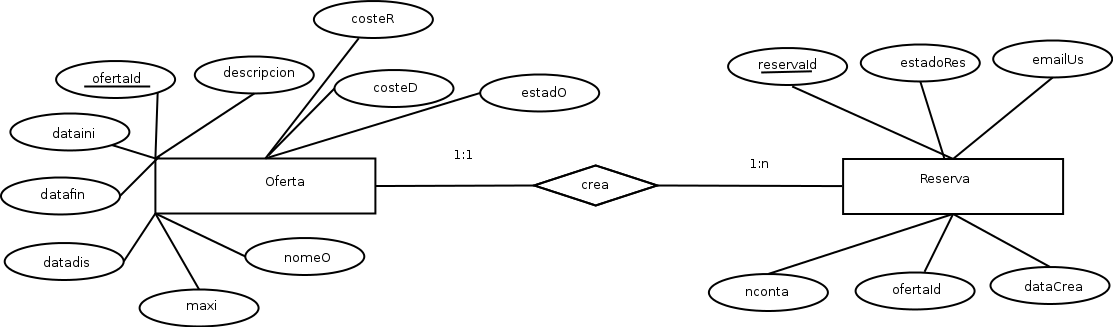 costeR
ofertaId
descripcion
costeD
estadO
reservaId
estadoRes
emailUs
dataini
1:1
1:n
Oferta
crea
Reserva
datafin
datadis
nomeO
maxi
nconta
ofertaId
dataCrea